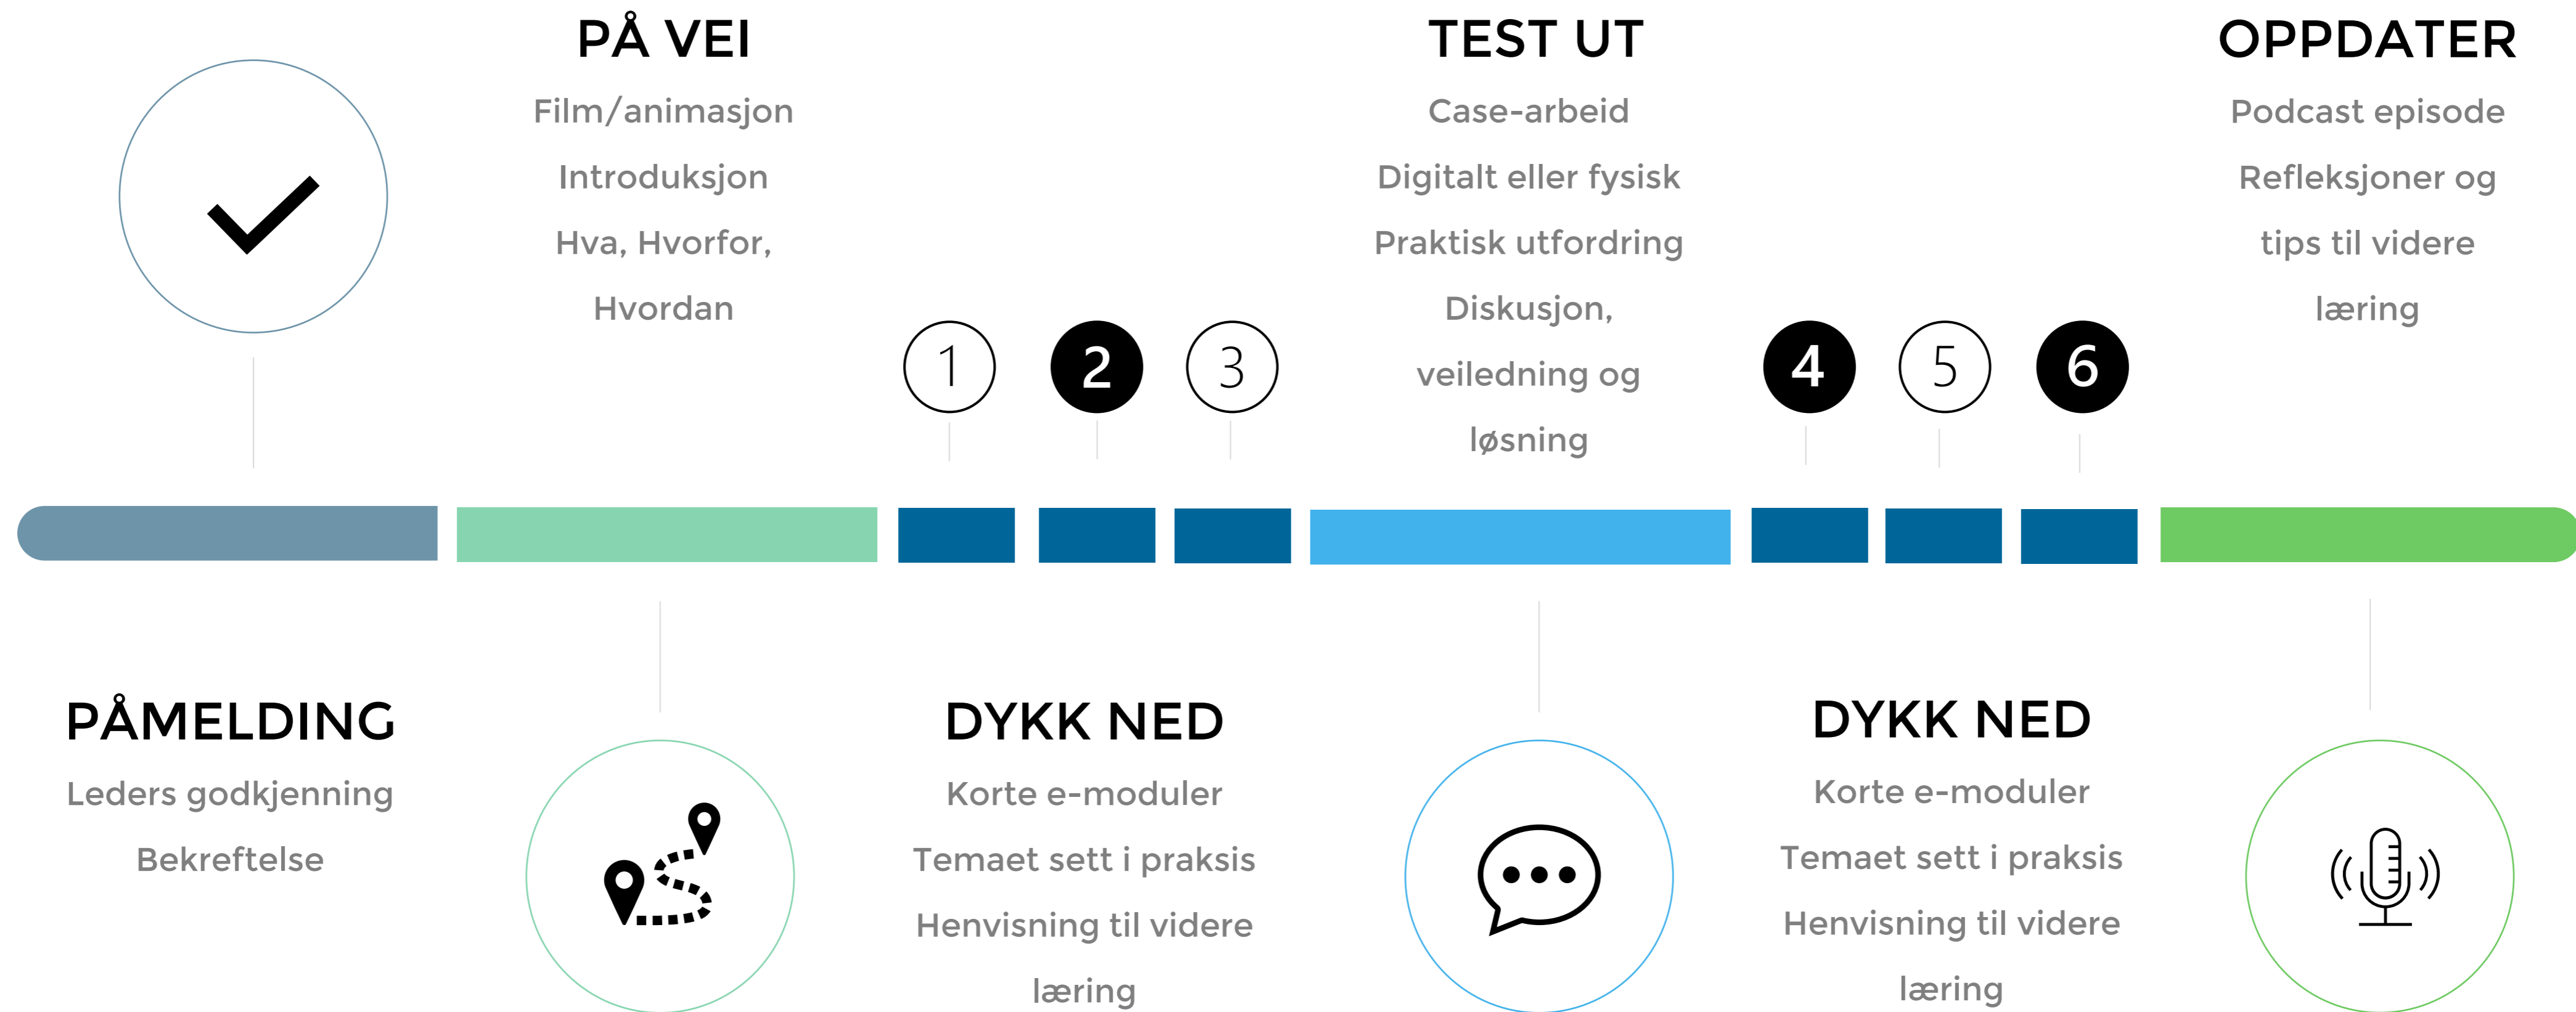 PÅMELDING
Leders godkjenning
Bekreftelse
PÅ VEI
Film/animasjon
Introduksjon
Hva, Hvorfor,
Hvordan
1
2
3
DYKK NED
Korte e-moduler
Temaet sett i praksis
Henvisning til videre
læring
TEST UT
Case-arbeid
Digitalt eller fysisk
Praktisk utfordring
Diskusjon,
veiledning og
løsning
4
5
6
DYKK NED
Korte e-moduler
Temaet sett i praksis
Henvisning til videre
læring
OPPDATER
Podcast episode
Refleksjoner og
tips til videre
læring